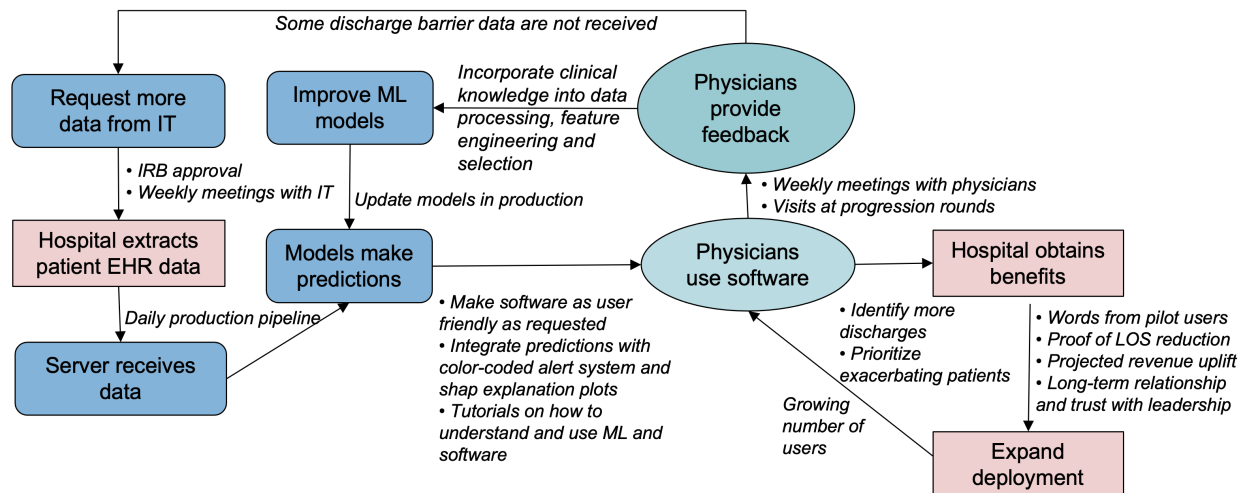 Some discharge barrier data are not received
Request more
data from IT
Improve ML
models
Incorporate clinical
knowledge into data
processing, feature
engineering and
selection
Physicians
provide
feedback
• IRB approval
• Weekly meetings with IT
Update models in production
• Weekly meetings with physicians
• Visits at progression rounds
Hospital extracts
patient EHR data
Models make
predictions
Physicians
use software
Hospital obtains
benefits
Daily production pipeline
Server receives
data
• Make software as user
friendly as requested
• Integrate predictions with
color-coded alert system and
shap explanation plots
• Tutorials on how to
understand and use ML and
software
• Identify more
discharges
• Prioritize
exacerbating patients
• Words from pilot users
• Proof of LOS reduction
• Projected revenue uplift
• Long-term relationship
and trust with leadership
Growing
number of
users
Expand
deployment